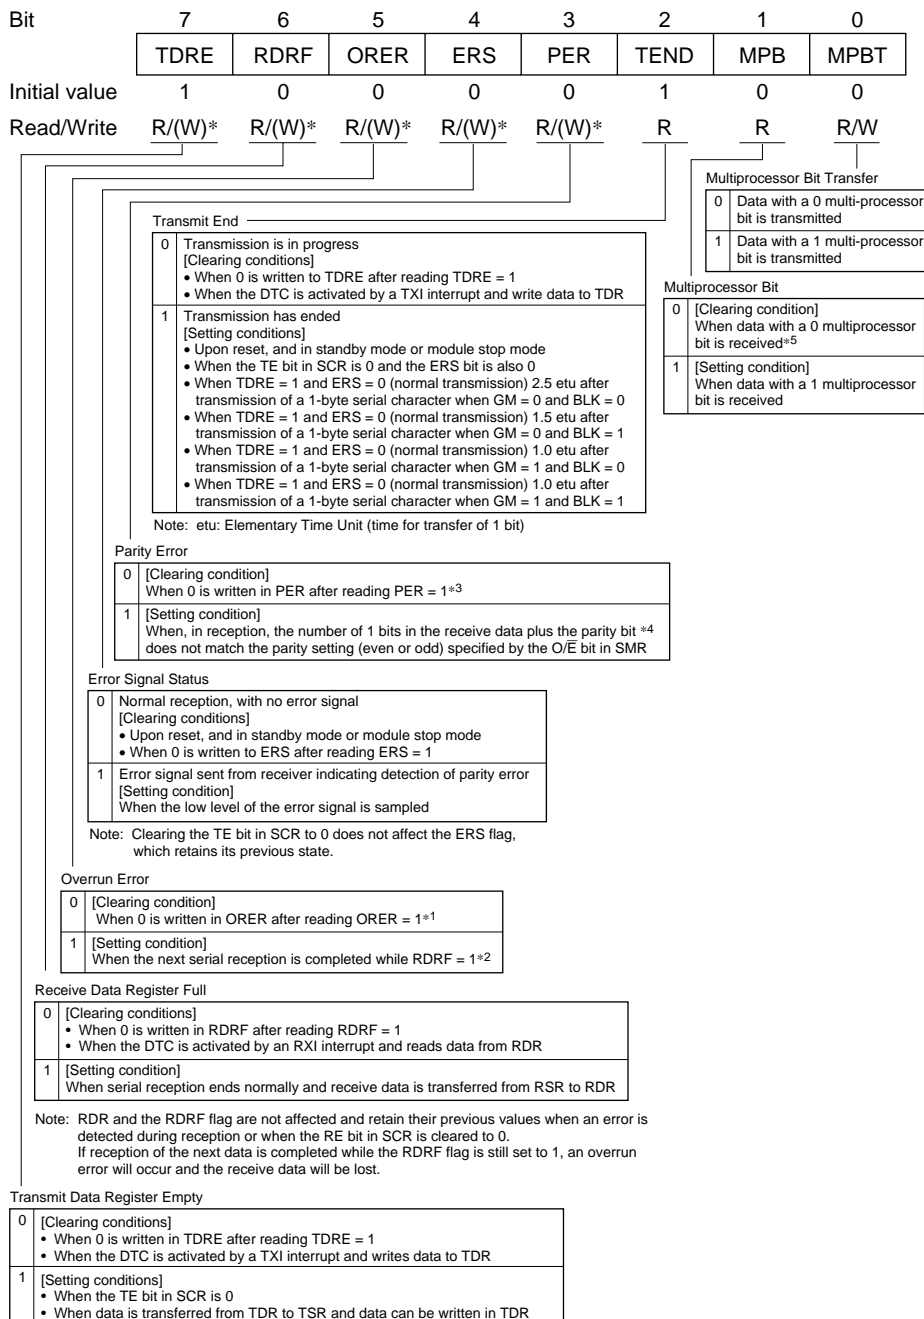 Bit 7 6 5 4 3 2 1 0
TDRE RDRF ORER ERS PER TEND MPB MPBT
Initial value 1 0 0 0 0 1 0 0
Read/Write R/(W)* R/(W)* R/(W)* R/(W)* R/(W)* R R R/W
Multiprocessor Bit Transfer
0 Data with a 0 multi-processor
bit is transmitted
1 Data with a 1 multi-processor
bit is transmitted
Multiprocessor Bit
0 [Clearing condition]
When data with a 0 multiprocessor
bit is received*5
1 [Setting condition]
When data with a 1 multiprocessor
bit is received
Transmit End
0 Transmission is in progress
[Clearing conditions]
• When 0 is written to TDRE after reading TDRE = 1
• When the DTC is activated by a TXI interrupt and write data to TDR
1 Transmission has ended
[Setting conditions]
• Upon reset, and in standby mode or module stop mode
• When the TE bit in SCR is 0 and the ERS bit is also 0
• When TDRE = 1 and ERS = 0 (normal transmission) 2.5 etu after
transmission of a 1-byte serial character when GM = 0 and BLK = 0
• When TDRE = 1 and ERS = 0 (normal transmission) 1.5 etu after
transmission of a 1-byte serial character when GM = 0 and BLK = 1
• When TDRE = 1 and ERS = 0 (normal transmission) 1.0 etu after
transmission of a 1-byte serial character when GM = 1 and BLK = 0
• When TDRE = 1 and ERS = 0 (normal transmission) 1.0 etu after
transmission of a 1-byte serial character when GM = 1 and BLK = 1
Note: etu: Elementary Time Unit (time for transfer of 1 bit)
Parity Error
0 [Clearing condition]
When 0 is written in PER after reading PER = 1*3
1 [Setting condition]
When, in reception, the number of 1 bits in the receive data plus the parity bit *4
does not match the parity setting (even or odd) specified by the O/E̅ bit in SMR
Error Signal Status
0 Normal reception, with no error signal
[Clearing conditions]
• Upon reset, and in standby mode or module stop mode
• When 0 is written to ERS after reading ERS = 1
1 Error signal sent from receiver indicating detection of parity error
[Setting condition]
When the low level of the error signal is sampled
Note: Clearing the TE bit in SCR to 0 does not affect the ERS flag,
which retains its previous state.
Overrun Error
0 [Clearing condition]
When 0 is written in ORER after reading ORER = 1*1
1 [Setting condition]
When the next serial reception is completed while RDRF = 1*2
Receive Data Register Full
0 [Clearing conditions]
• When 0 is written in RDRF after reading RDRF = 1
• When the DTC is activated by an RXI interrupt and reads data from RDR
1 [Setting condition]
When serial reception ends normally and receive data is transferred from RSR to RDR
Note: RDR and the RDRF flag are not affected and retain their previous values when an error is
detected during reception or when the RE bit in SCR is cleared to 0.
If reception of the next data is completed while the RDRF flag is still set to 1, an overrun
error will occur and the receive data will be lost.
Transmit Data Register Empty
0 [Clearing conditions]
• When 0 is written in TDRE after reading TDRE = 1
• When the DTC is activated by a TXI interrupt and writes data to TDR
1 [Setting conditions]
• When the TE bit in SCR is 0
• When data is transferred from TDR to TSR and data can be written in TDR